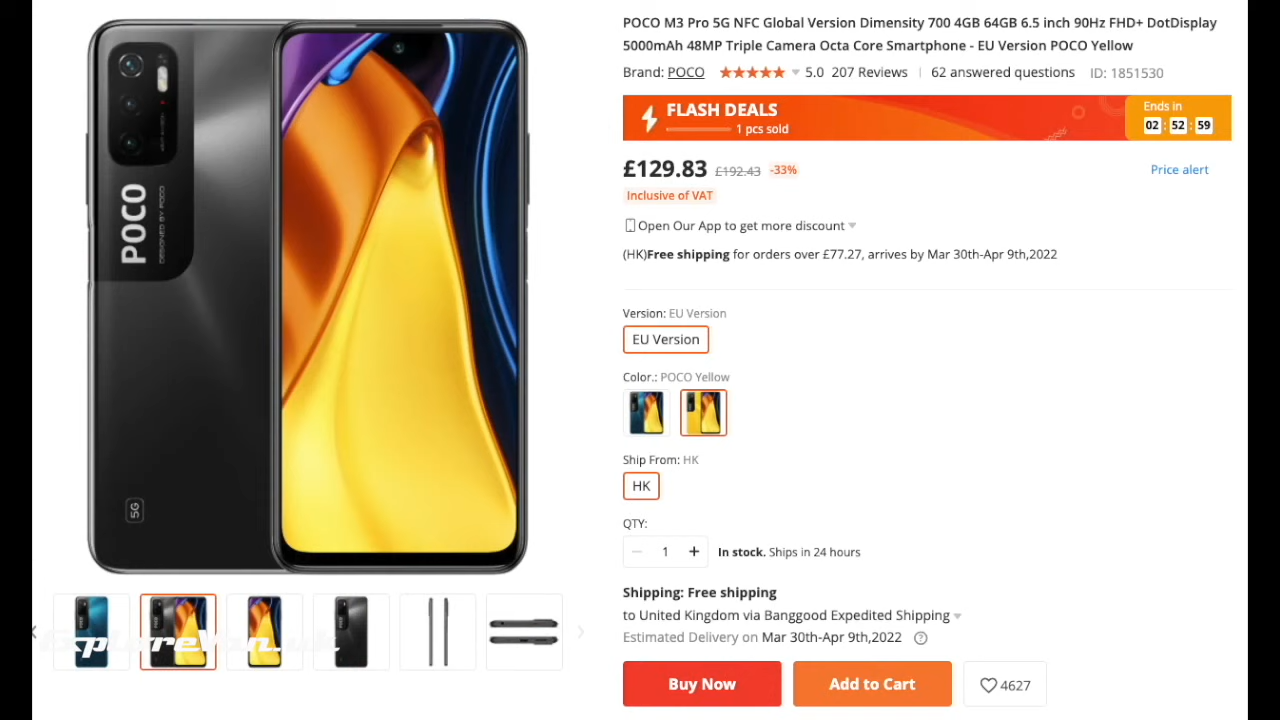 POCO M3 Pro 5G NFC Global Version Dimensity 700 4GB 64GB 6.5 inch 90Hz FHD+ DotDisplay
5000mAh 48MP Triple Camera Octa Core Smartphone - EU Version POCO Yellow
Brand: POCO 5.0 207 Reviews 62 answered questions ID: 1851530
FLASH DEALS
1 pcs sold
Ends in
02 : 52 : 59
£129.83 £192.43 -33% Price alert
Inclusive of VAT
Open Our App to get more discount
(HK)Free shipping for orders over £77.27, arrives by Mar 30th-Apr 9th,2022
Version: EU Version
EU Version
Color.: POCO Yellow
Ship From: HK
HK
QTY:
1 + In stock. Ships in 24 hours
Shipping: Free shipping
to United Kingdom via Banggood Expedited Shipping
Estimated Delivery on Mar 30th-Apr 9th,2022 ?
Buy Now Add to Cart 4627
POCO
DESIGNED BY POCO
5G